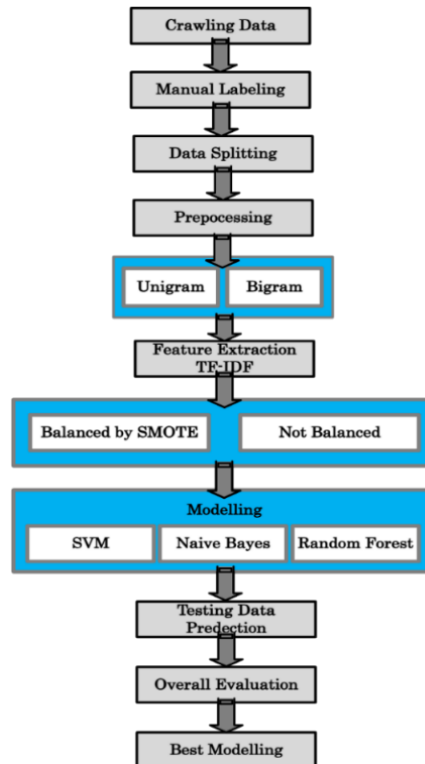 Crawling Data
Manual Labeling
Data Splitting
Prepocessing
Unigram
Bigram
Feature Extraction
TF-IDF
Balanced by SMOTE
Not Balanced
Modelling
SVM
Naive Bayes
Random Forest
Testing Data
Predection
Overall Evaluation
Best Modelling